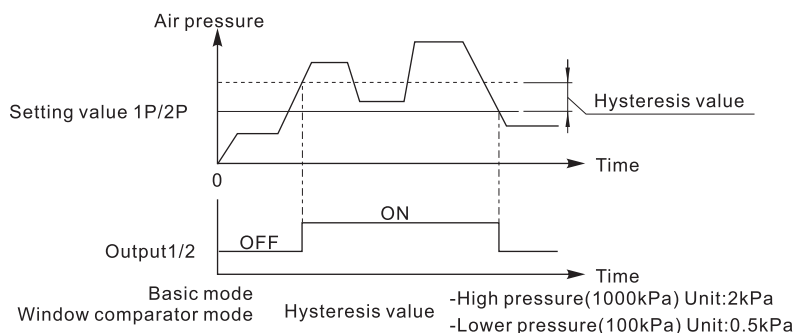 Air pressure
Setting value 1P/2P
Hysteresis value
Time
0
ON
OFF
Output1/2
Time
Basic mode
Window comparator mode
Hysteresis value
-High pressure(1000kPa) Unit:2kPa
-Lower pressure(100kPa) Unit:0.5kPa